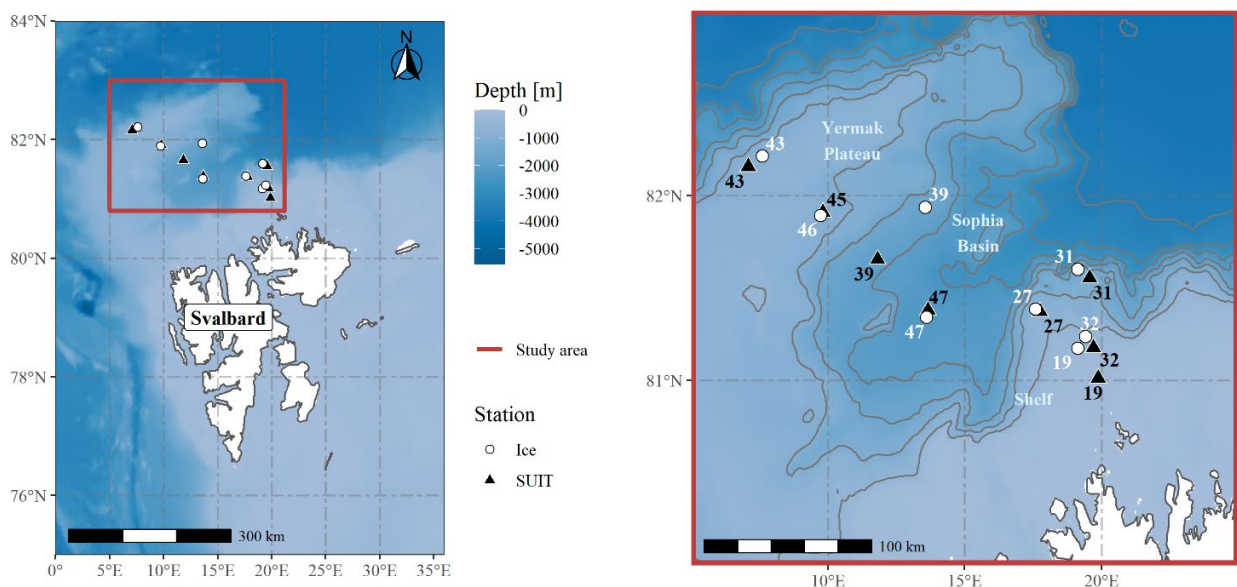 84°N
82°N
80°N
78°N
76°N
0°
5°E
10°E
15°E
20°E
25°E
30°E
35°E
N
Svalbard
300 km
Depth [m]
0
-1000
-2000
-3000
-4000
-5000
Study area
Station
Ice
SUIT
82°N
81°N
10°E
15°E
20°E
Yermak
Plateau
Sophia
Basin
Shelf
43
43
45
46
39
39
47
47
31
31
27
27
32
32
19
19
100 km